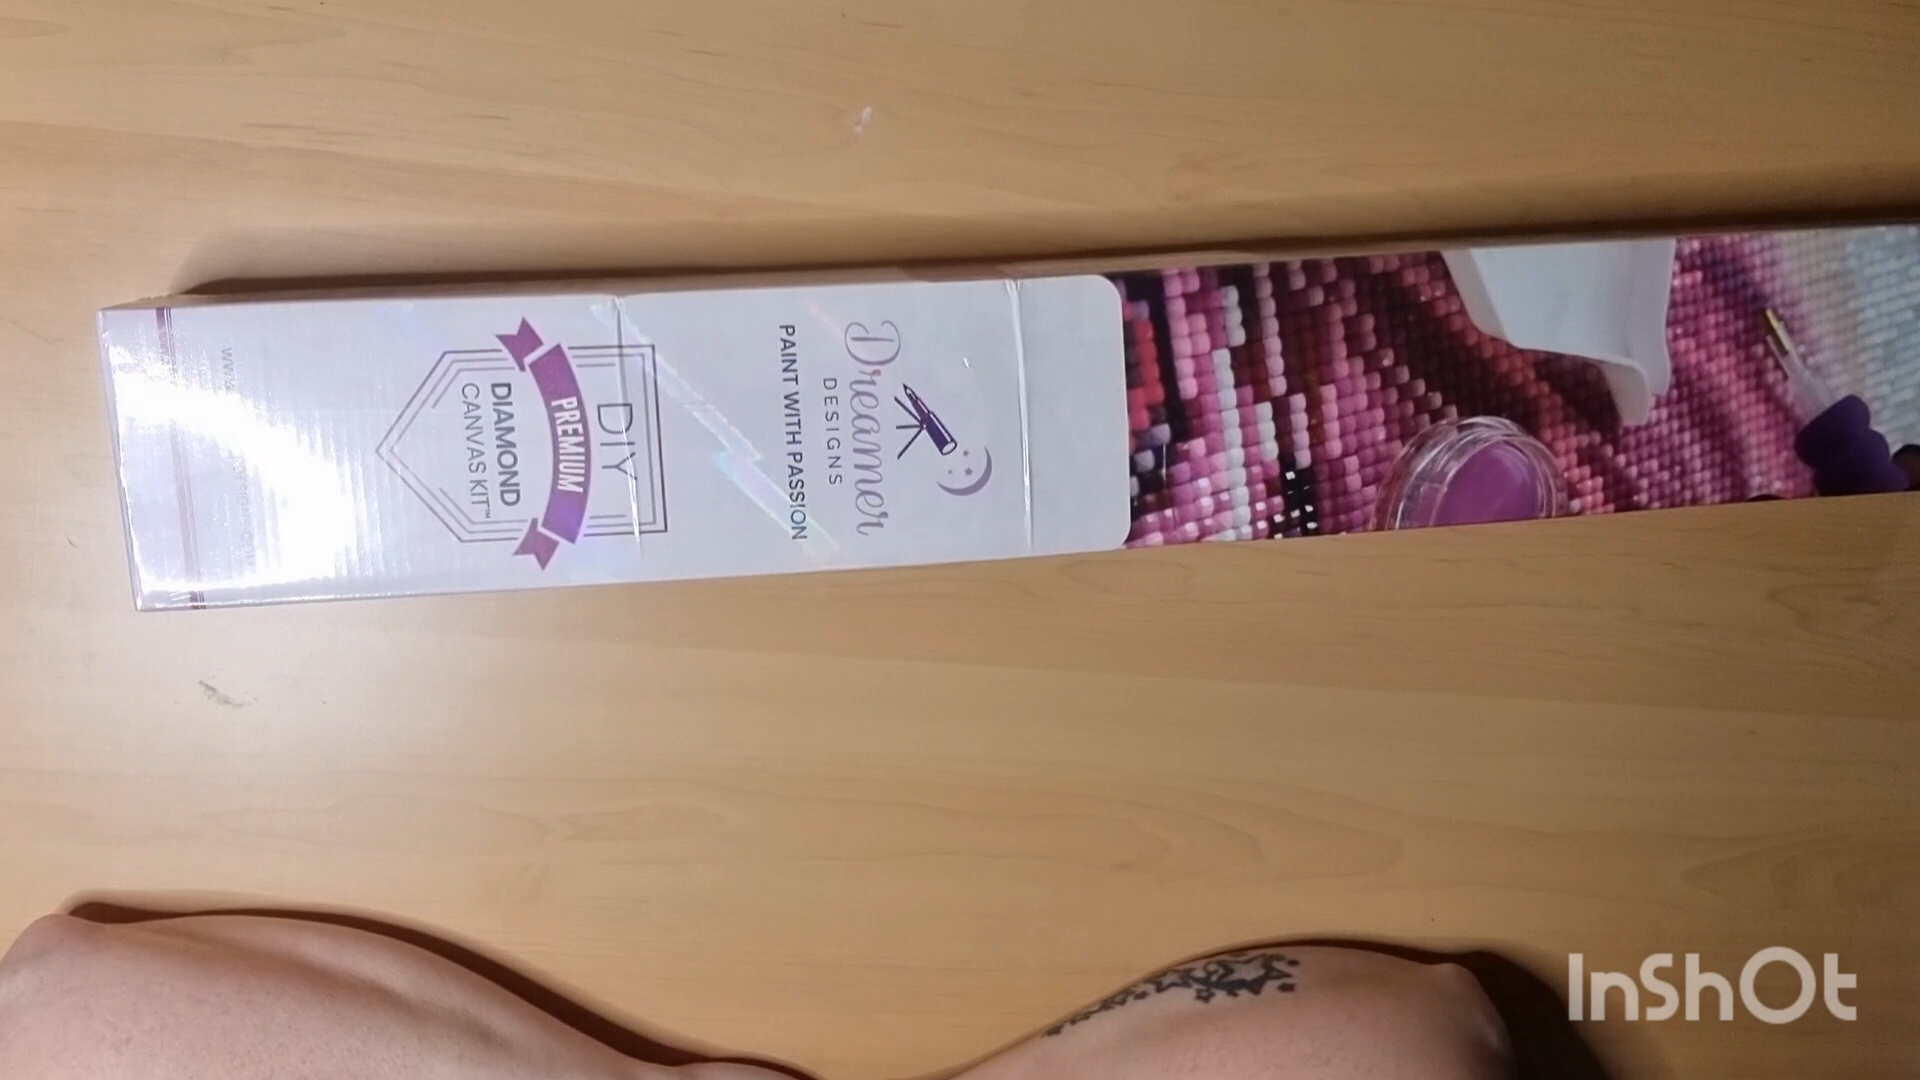 Dreamer
DESIGNS
PAINT WITH PASSION
DIY
PREMIUM
DIAMOND
CANVAS KIT™
InShOt